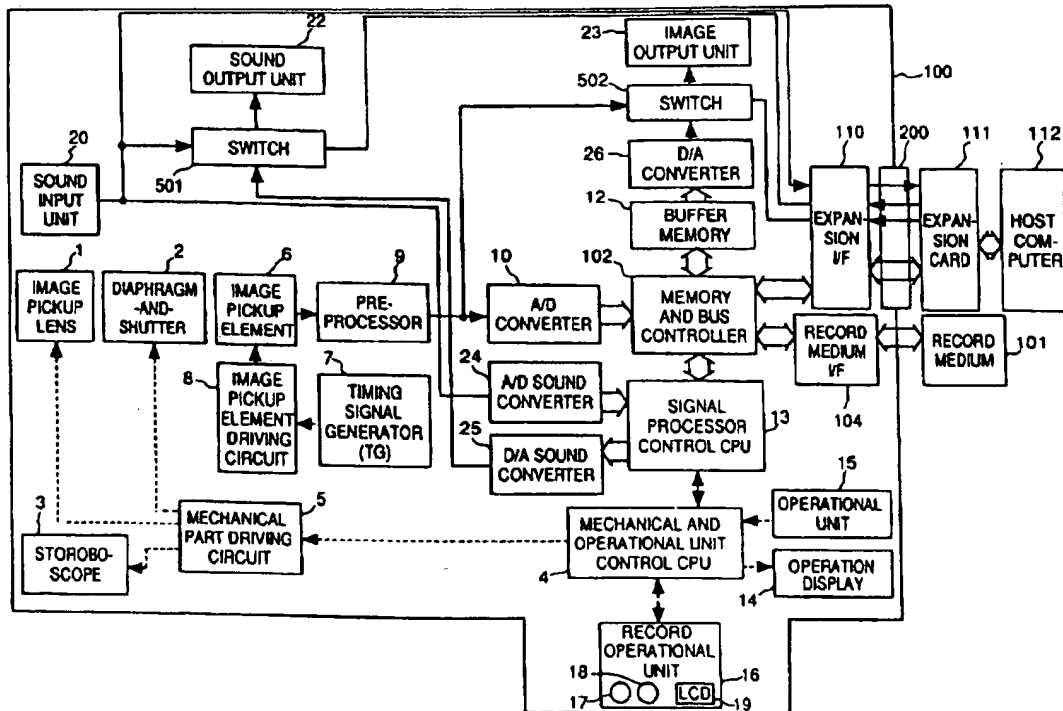 22
SOUND
OUTPUT UNIT
23
IMAGE
OUTPUT UNIT
100
502
SWITCH
20
SOUND
INPUT
UNIT
SWITCH
501
26
D/A
CONVERTER
110
200
111
112
12
BUFFER
MEMORY
EXPAN-
SION I/F
EXPAN-
SION
CARD
HOST
COM-
PUTER
1
IMAGE
PICKUP
LENS
2
DIAPHRAGM
-AND-
SHUTTER
6
IMAGE
PICKUP
ELEMENT
9
PRE-
PROCESSOR
10
A/D
CONVERTER
102
MEMORY
AND BUS
CONTROLLER
RECORD
MEDIUM
I/F
104
RECORD
MEDIUM
101
8
IMAGE
PICKUP
ELEMENT
DRIVING
CIRCUIT
7
TIMING
SIGNAL
GENERATOR
(TG)
24
A/D SOUND
CONVERTER
25
D/A SOUND
CONVERTER
SIGNAL
PROCESSOR
CONTROL CPU
13
3
STOROBO-
SCOPE
5
MECHANICAL
PART DRIVING
CIRCUIT
MECHANICAL AND
OPERATIONAL UNIT
CONTROL CPU
4
15
OPERATIONAL
UNIT
OPERATION
DISPLAY
14
RECORD
OPERATIONAL
UNIT
16
17
18
LCD
19